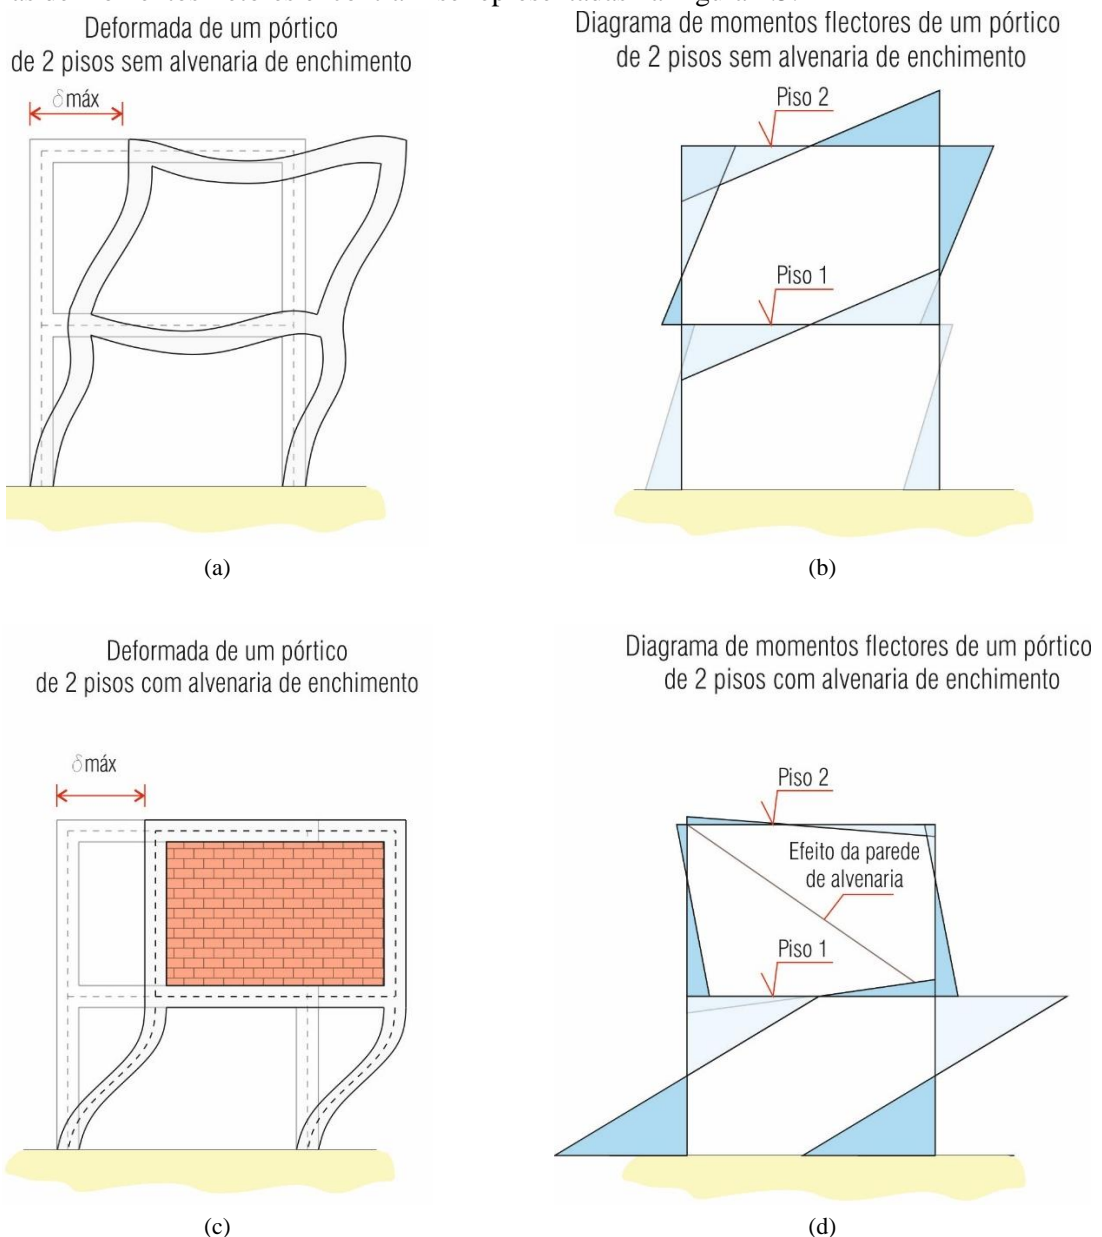 Deformada de um pórtico
de 2 pisos sem alvenaria de enchimento
δmáx
Diagrama de momentos flectores de um pórtico
de 2 pisos sem alvenaria de enchimento
Piso 2
Piso 1
(a)
(b)
Deformada de um pórtico
de 2 pisos com alvenaria de enchimento
δmáx
Diagrama de momentos flectores de um pórtico
de 2 pisos com alvenaria de enchimento
Piso 2
Efeito da parede
de alvenaria
Piso 1
(c)
(d)